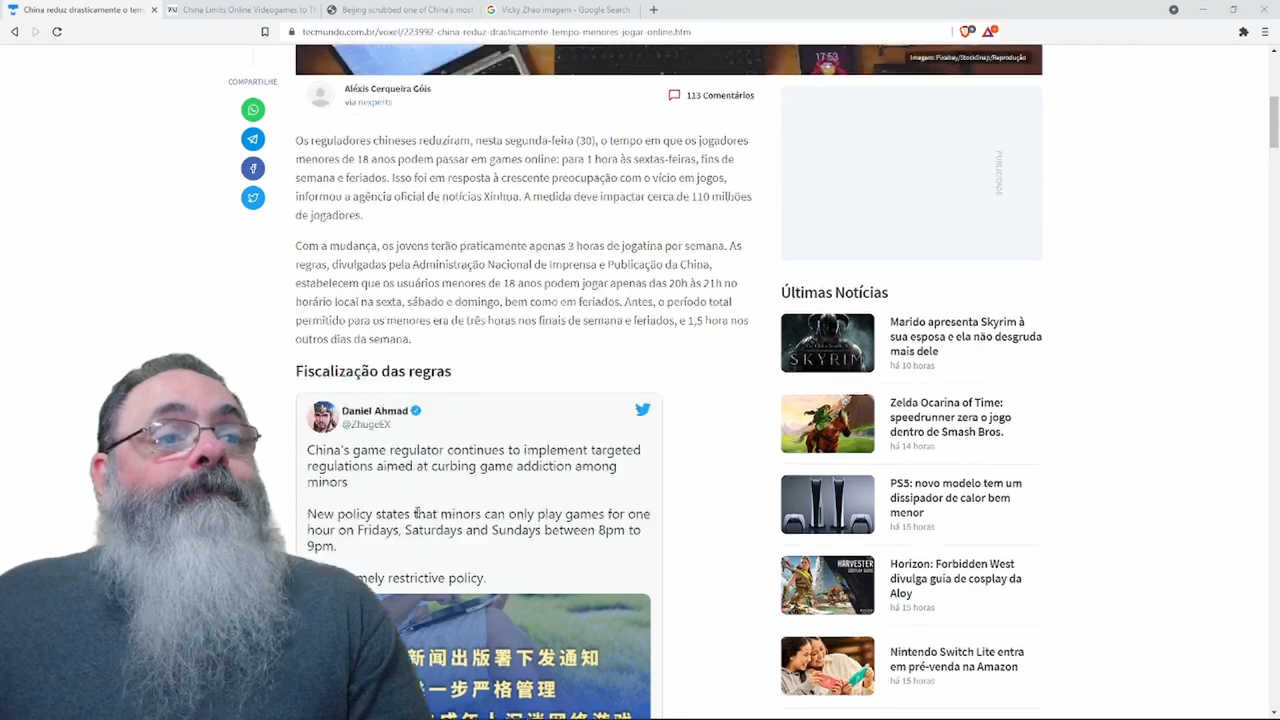 China reduz drasticamente o tem
China Limits Online Videogames to Th
Beijing scrubbed one of China's most
Vicky Zhao imagem - Google Search
tecmundo.com.br/voxel/223992-china-reduz-drasticamente-tempo-menores-jogar-online.htm
17:53
Imagem: Pixabay/StockSnap/Reprodução
COMPARTILHE
Aléxis Cerqueira Góis
via nexperts
113 Comentários
Os reguladores chineses reduziram, nesta segunda-feira (30), o tempo em que os jogadores
menores de 18 anos podem passar em games online: para 1 hora às sextas-feiras, fins de
semana e feriados. Isso foi em resposta à crescente preocupação com o vício em jogos,
informou a agência oficial de notícias Xinhua. A medida deve impactar cerca de 110 milhões
de jogadores.
Com a mudança, os jovens terão praticamente apenas 3 horas de jogatina por semana. As
regras, divulgadas pela Administração Nacional de Imprensa e Publicação da China,
estabelecem que os usuários menores de 18 anos podem jogar apenas das 20h às 21h no
horário local na sexta, sábado e domingo, bem como em feriados. Antes, o período total
permitido para os menores era de três horas nos finais de semana e feriados, e 1,5 hora nos
outros dias da semana.
Fiscalização das regras
Daniel Ahmad
@ZhugeEX
China's game regulator continues to implement targeted
regulations aimed at curbing game addiction among
minors
New policy states that minors can only play games for one
hour on Fridays, Saturdays and Sundays between 8pm to
9pm.
mely restrictive policy.
新闻出版署下发通知
一步严格管理
成年人沉迷网络游戏
PUBLICIDADE
Últimas Notícias
Marido apresenta Skyrim à
sua esposa e ela não desgruda
mais dele
há 10 horas
SKYRIM
Zelda Ocarina of Time:
speedrunner zera o jogo
dentro de Smash Bros.
há 14 horas
PS5: novo modelo tem um
dissipador de calor bem
menor
há 15 horas
HARVESTER
Horizon: Forbidden West
divulga guia de cosplay da
Aloy
há 15 horas
Nintendo Switch Lite entra
em pré-venda na Amazon
há 15 horas